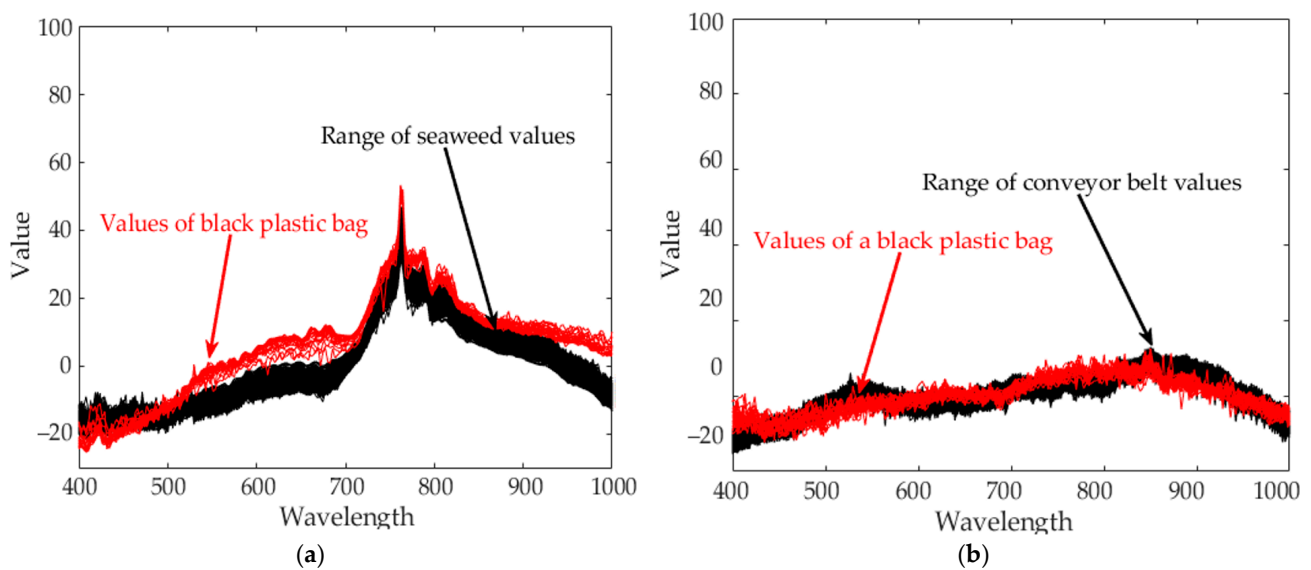 100
80
60
40
20
0
−20
Value
Range of seaweed values
Values of black plastic bag
400 500 600 700 800 900 1000
Wavelength
(a)
100
80
60
40
20
0
−20
Value
Range of conveyor belt values
Values of a black plastic bag
400 500 600 700 800 900 1000
Wavelength
(b)